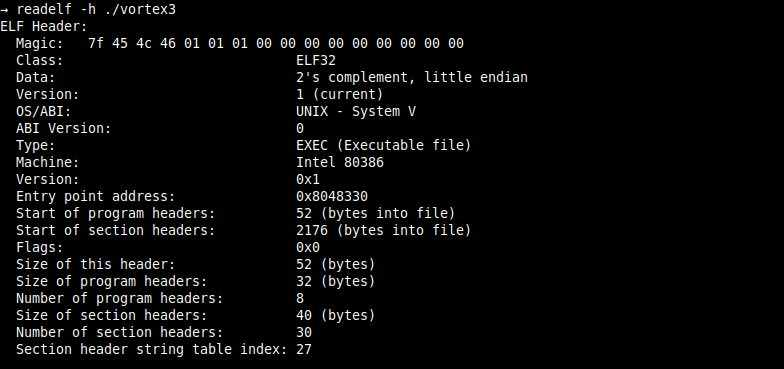 → readelf -h ./vortex3
ELF Header:
  Magic:   7f 45 4c 46 01 01 01 00 00 00 00 00 00 00 00 00
  Class:                             ELF32
  Data:                              2's complement, little endian
  Version:                           1 (current)
  OS/ABI:                            UNIX - System V
  ABI Version:                       0
  Type:                              EXEC (Executable file)
  Machine:                           Intel 80386
  Version:                           0x1
  Entry point address:               0x8048330
  Start of program headers:          52 (bytes into file)
  Start of section headers:          2176 (bytes into file)
  Flags:                             0x0
  Size of this header:               52 (bytes)
  Size of program headers:           32 (bytes)
  Number of program headers:         8
  Size of section headers:           40 (bytes)
  Number of section headers:         30
  Section header string table index: 27